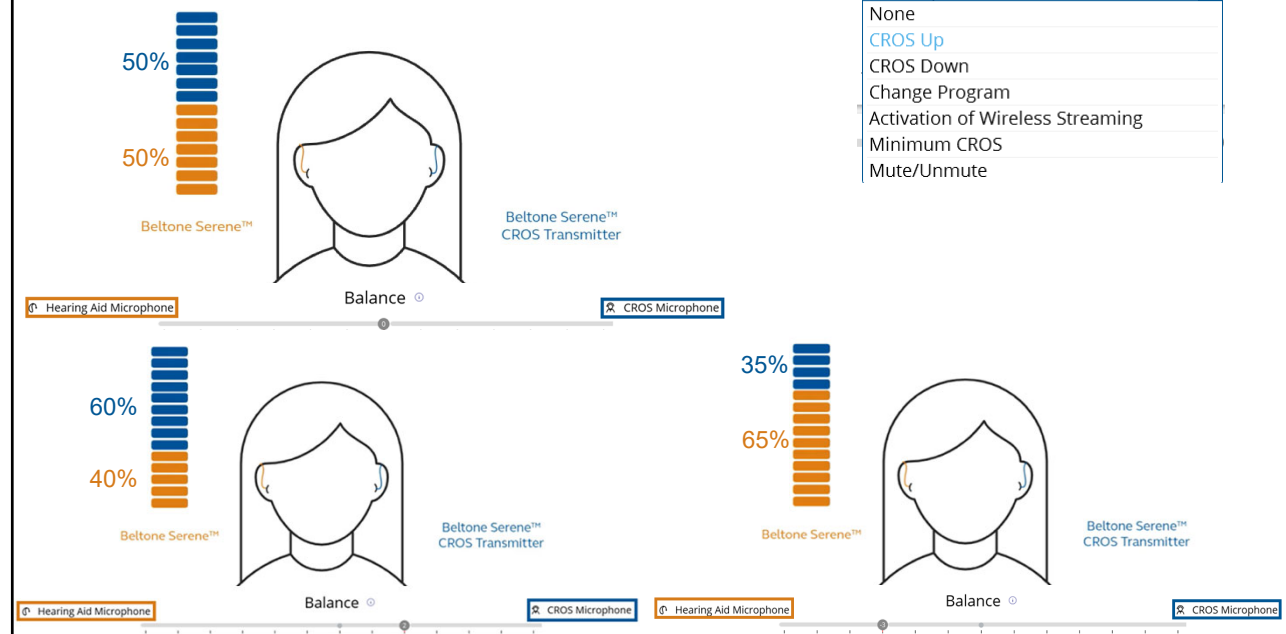 50%
50%
Beltone Serene™
Beltone Serene™
CROS Transmitter
Hearing Aid Microphone
Balance
CROS Microphone
0
None
CROS Up
CROS Down
Change Program
Activation of Wireless Streaming
Minimum CROS
Mute/Unmute
60%
40%
Beltone Serene™
Beltone Serene™
CROS Transmitter
Hearing Aid Microphone
Balance
CROS Microphone
2
35%
65%
Beltone Serene™
Beltone Serene™
CROS Transmitter
Hearing Aid Microphone
Balance
CROS Microphone
-3